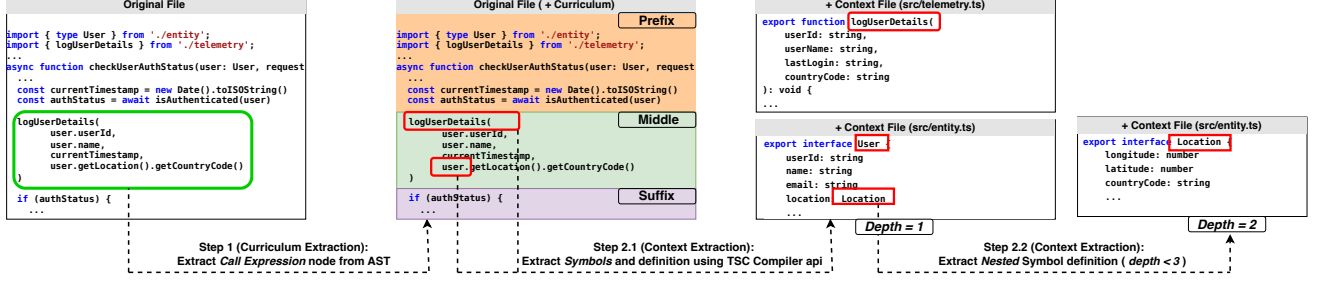 Original File
import { type User } from './entity';
import { logUserDetails } from './telemetry';
...
async function checkUserAuthStatus(user: User, request
...
const currentTimestamp = new Date().toISOString()
const authStatus = await isAuthenticated(user)
logUserDetails(
user.userId,
user.name,
currentTimestamp,
user.getLocation().getCountryCode()
)
if (authStatus) {
...
Original File ( + Curriculum)
Prefix
import { type User } from './entity';
import { logUserDetails } from './telemetry';
...
async function checkUserAuthStatus(user: User, request
...
const currentTimestamp = new Date().toISOString()
const authStatus = await isAuthenticated(user)
Middle
logUserDetails(
user.userId,
user.name,
currentTimestamp,
user.getLocation().getCountryCode()
)
Suffix
if (authStatus) {
...
+ Context File (src/telemetry.ts)
export function logUserDetails(
userId: string,
userName: string,
lastLogin: string,
countryCode: string
): void {
...
+ Context File (src/entity.ts)
export interface User {
userId: string
name: string
email: string
location: Location
...
Depth = 1
+ Context File (src/entity.ts)
export interface Location {
longitude: number
latitude: number
countryCode: string
...
Depth = 2
Step 1 (Curriculum Extraction):
Extract Call Expression node from AST
Step 2.1 (Context Extraction):
Extract Symbols and definition using TSC Compiler api
Step 2.2 (Context Extraction):
Extract Nested Symbol definition ( depth < 3 )